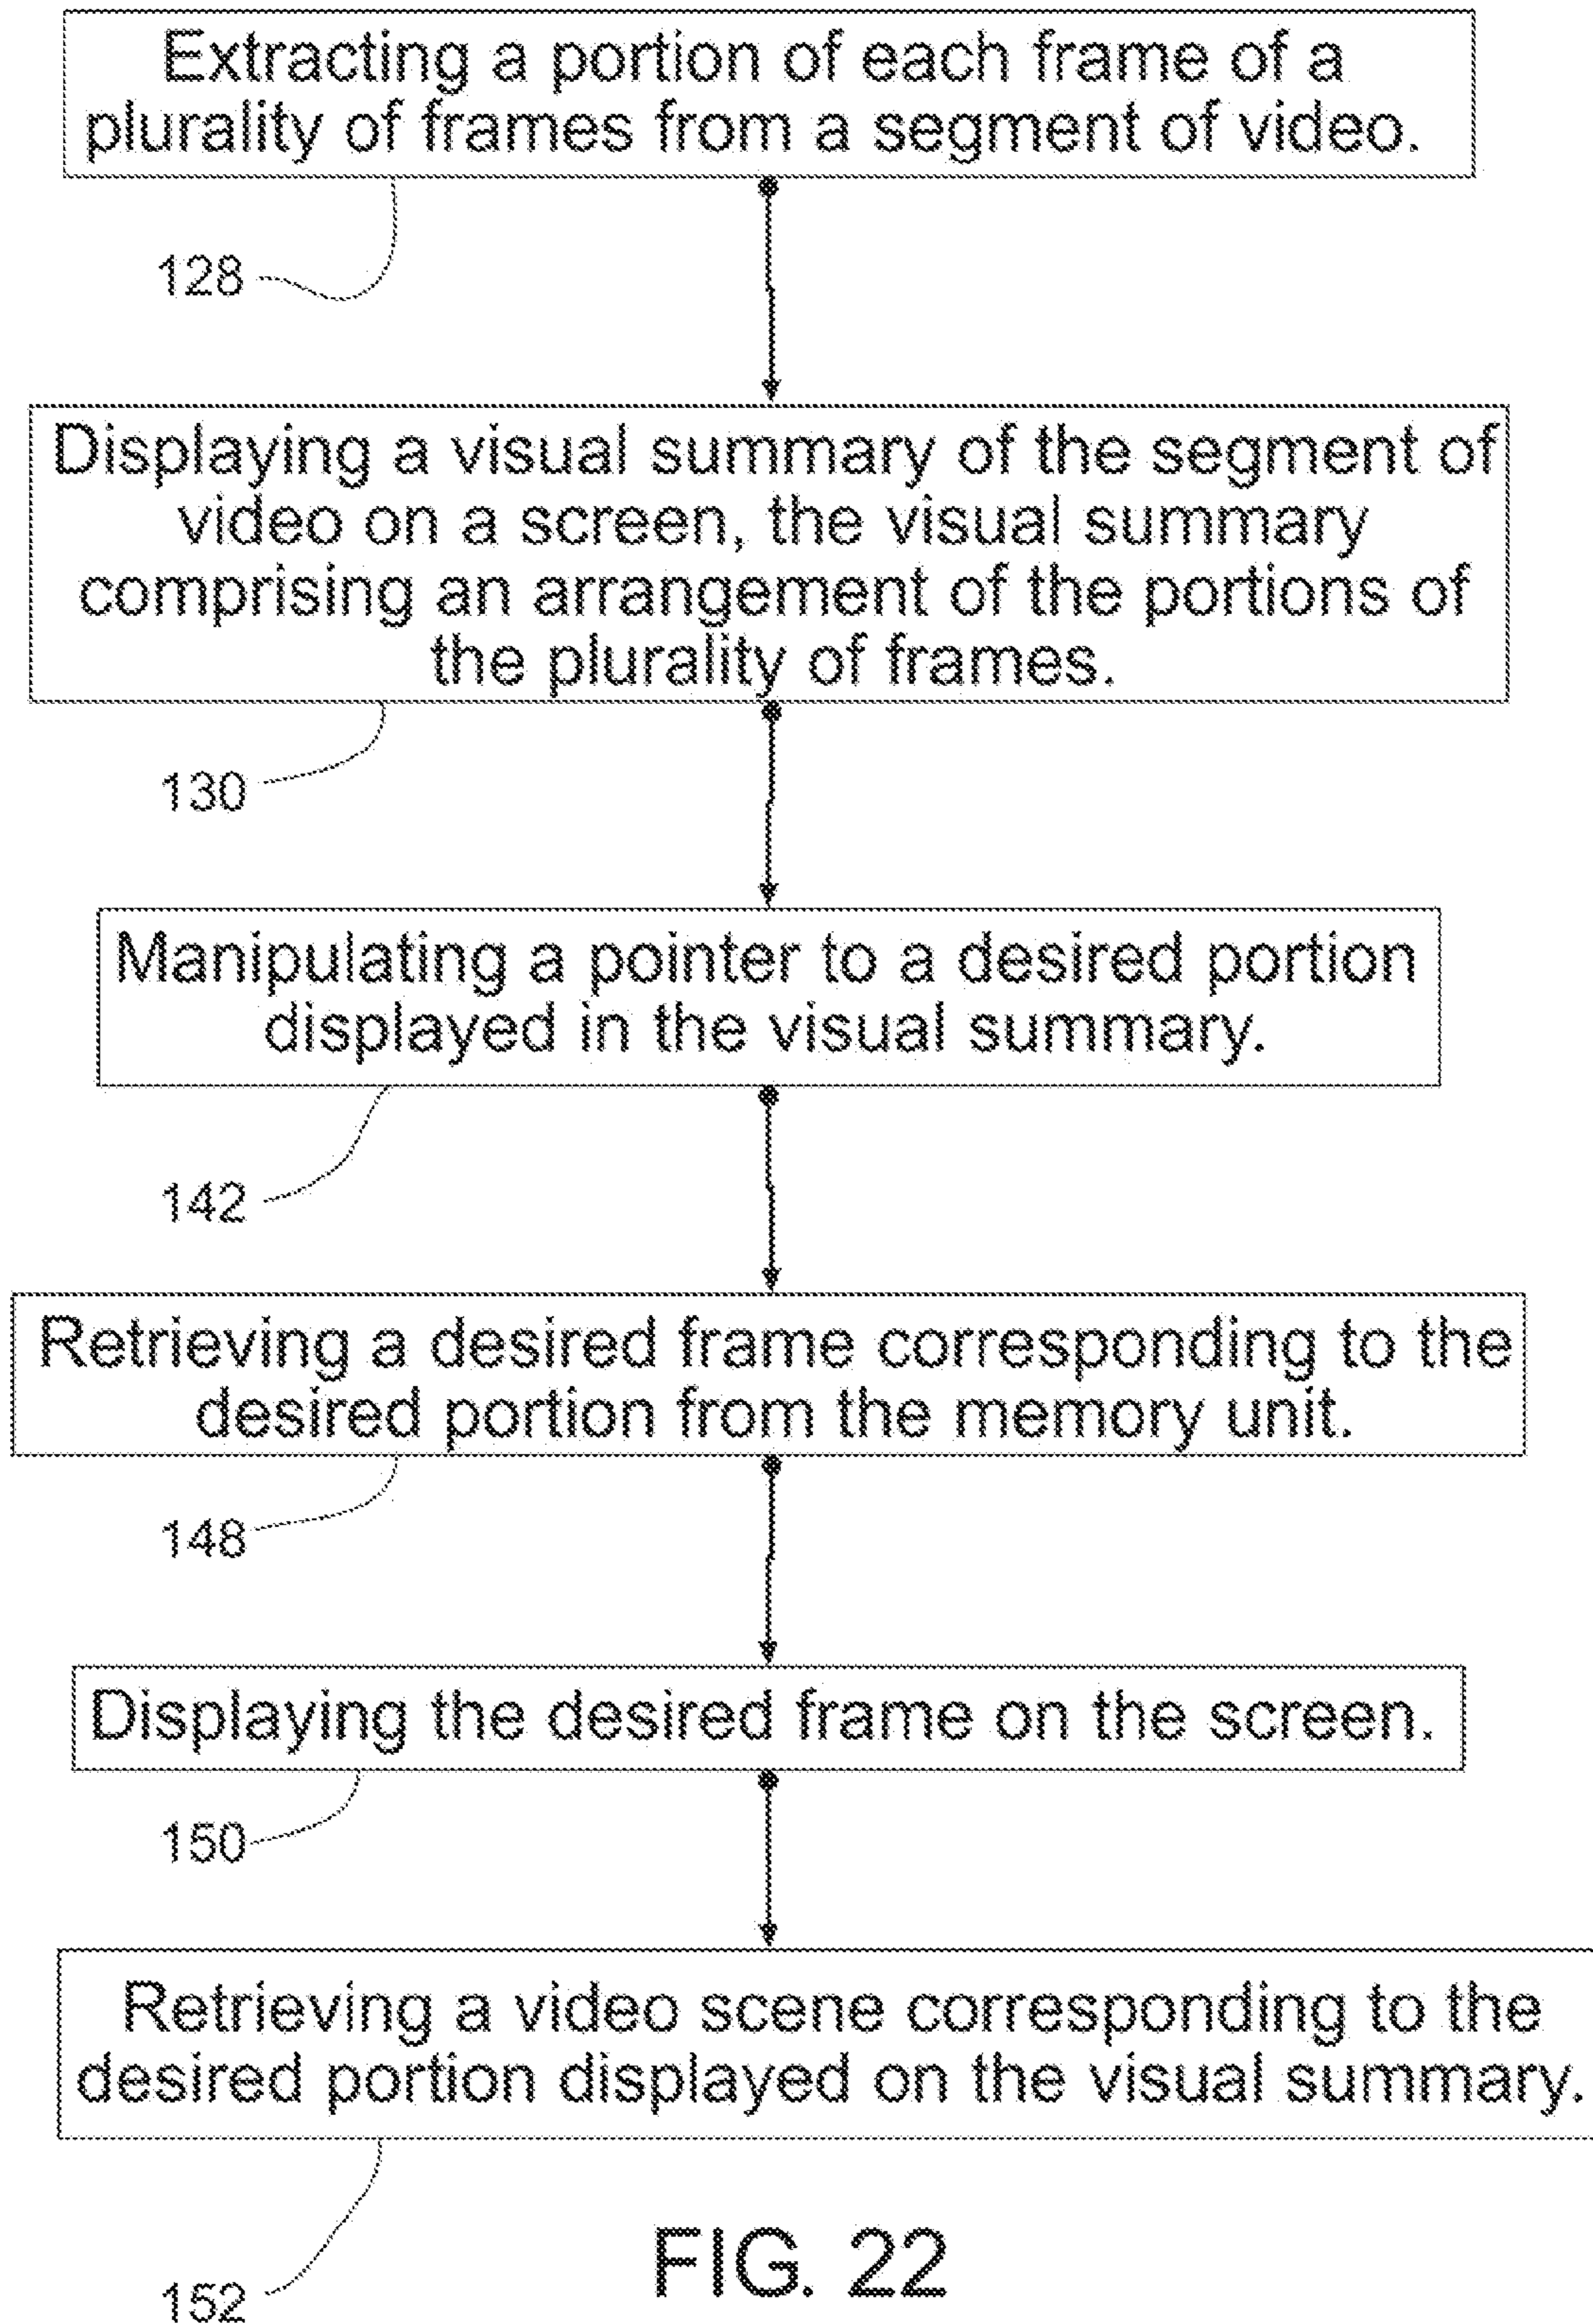 Extracting a portion of each frame of a
plurality of frames from a segment of video.
128
Displaying a visual summary of the segment of
video on a screen, the visual summary
comprising an arrangement of the portions of
the plurality of frames.
130
Manipulating a pointer to a desired portion
displayed in the visual summary.
142
Retrieving a desired frame corresponding to the
desired portion from the memory unit.
148
Displaying the desired frame on the screen.
150
Retrieving a video scene corresponding to the
desired portion displayed on the visual summary.
152
FIG. 22